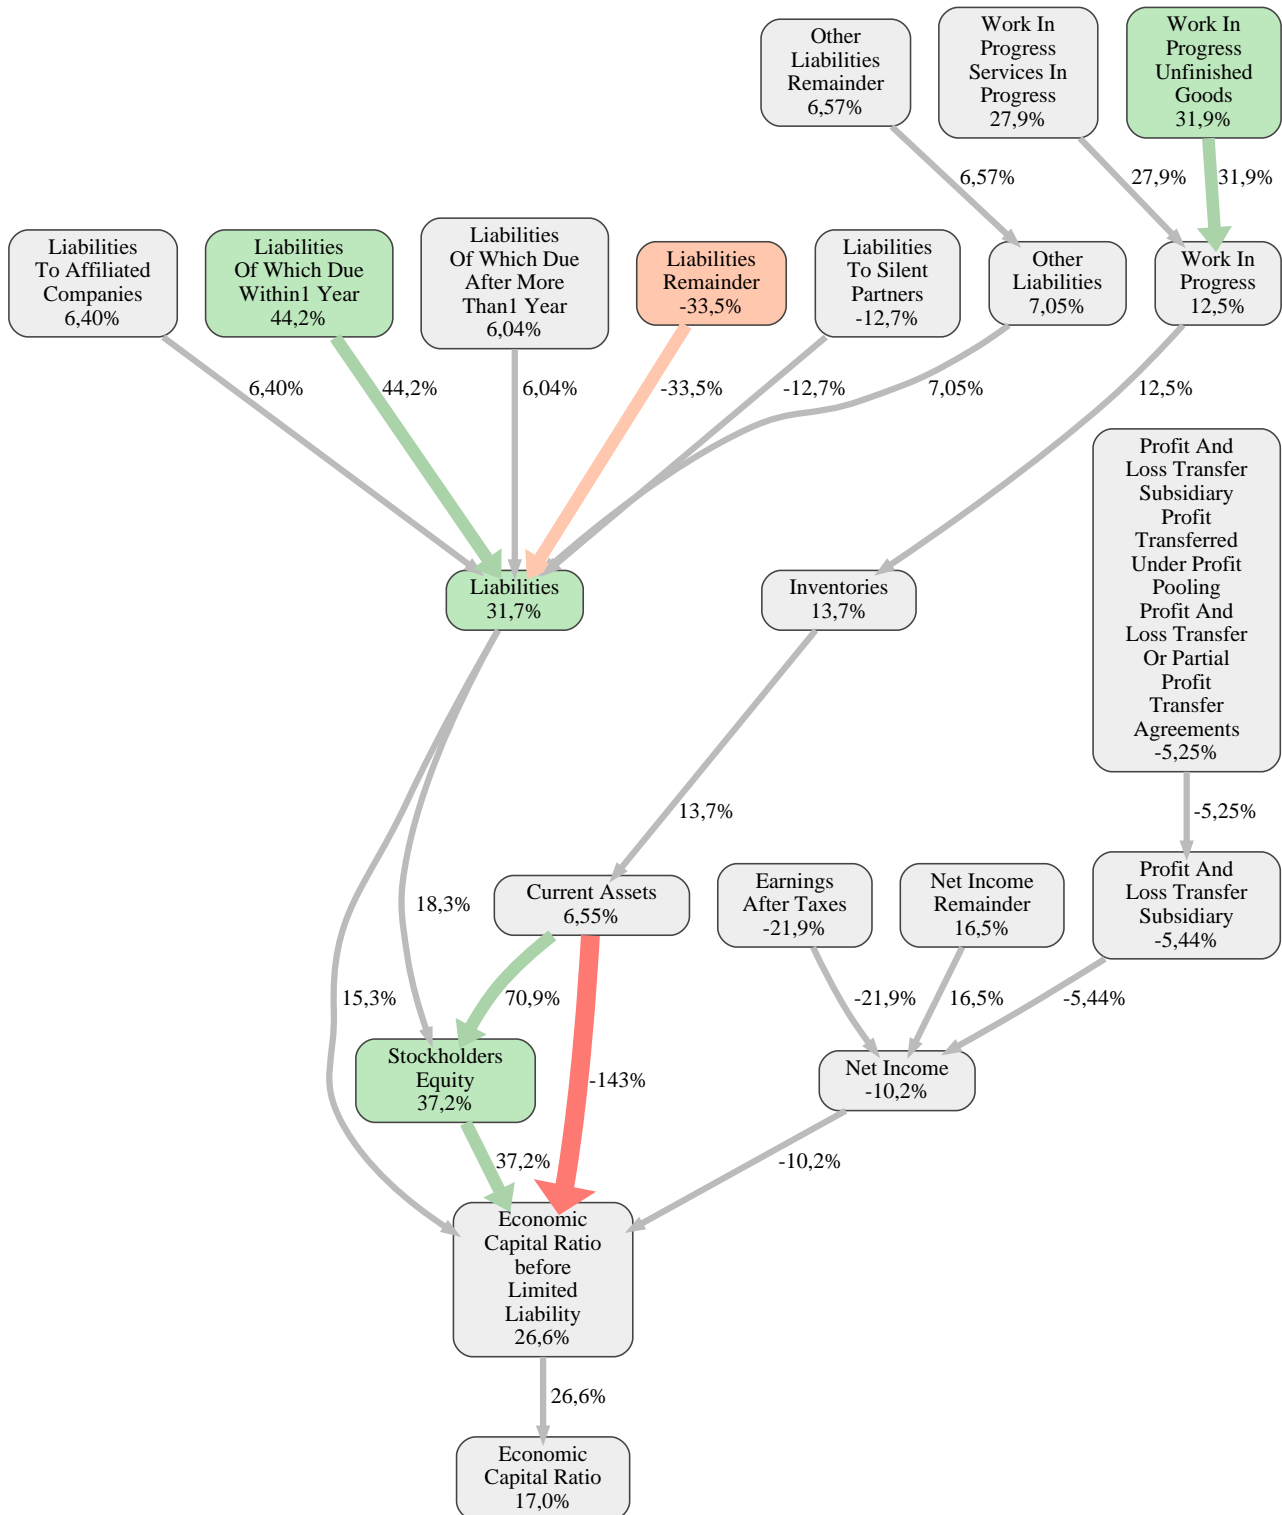 Other
Liabilities
Remainder
6,57%
Work In
Progress
Services In
Progress
27,9%
Work In
Progress
Unfinished
Goods
31,9%
6,57%
27,9%
31,9%
Liabilities
To Affiliated
Companies
6,40%
Liabilities
Of Which Due
Within1 Year
44,2%
Liabilities
Of Which Due
After More
Than1 Year
6,04%
Liabilities
Remainder
-33,5%
Liabilities
To Silent
Partners
-12,7%
Other
Liabilities
7,05%
Work In
Progress
12,5%
6,40%
44,2%
6,04%
-33,5%
-12,7%
7,05%
12,5%
Profit And
Loss Transfer
Subsidiary
Profit
Transferred
Under Profit
Pooling
Profit And
Loss Transfer
Or Partial
Profit
Transfer
Agreements
-5,25%
Liabilities
31,7%
Inventories
13,7%
13,7%
-5,25%
18,3%
Current Assets
6,55%
Earnings
After Taxes
-21,9%
Net Income
Remainder
16,5%
Profit And
Loss Transfer
Subsidiary
-5,44%
15,3%
70,9%
-21,9%
16,5%
-5,44%
Stockholders
Equity
37,2%
-143%
Net Income
-10,2%
37,2%
-10,2%
Economic
Capital Ratio
before
Limited
Liability
26,6%
26,6%
Economic
Capital Ratio
17,0%